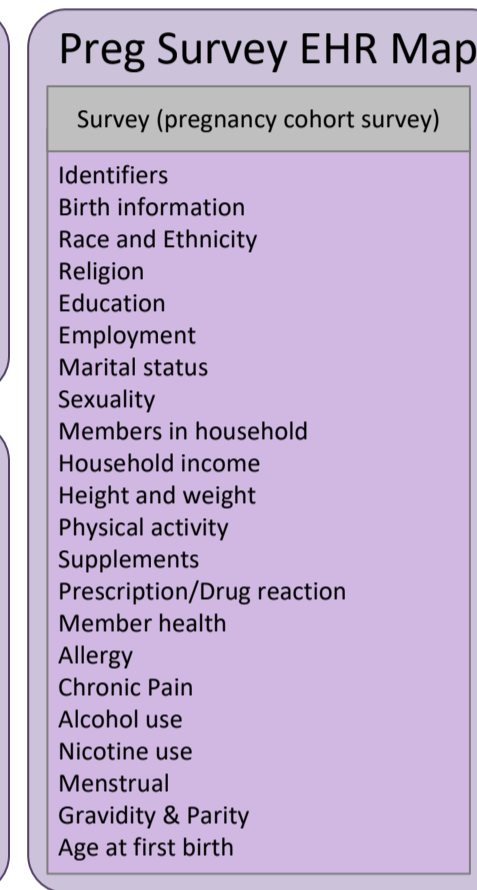 Preg Survey EHR Map
Survey (pregnancy cohort survey)
Identifiers
Birth information
Race and Ethnicity
Religion
Education
Employment
Marital status
Sexuality
Members in household
Household income
Height and weight
Physical activity
Supplements
Prescription/Drug reaction
Member health
Allergy
Chronic Pain
Alcohol use
Nicotine use
Menstrual
Gravidity & Parity
Age at first birth